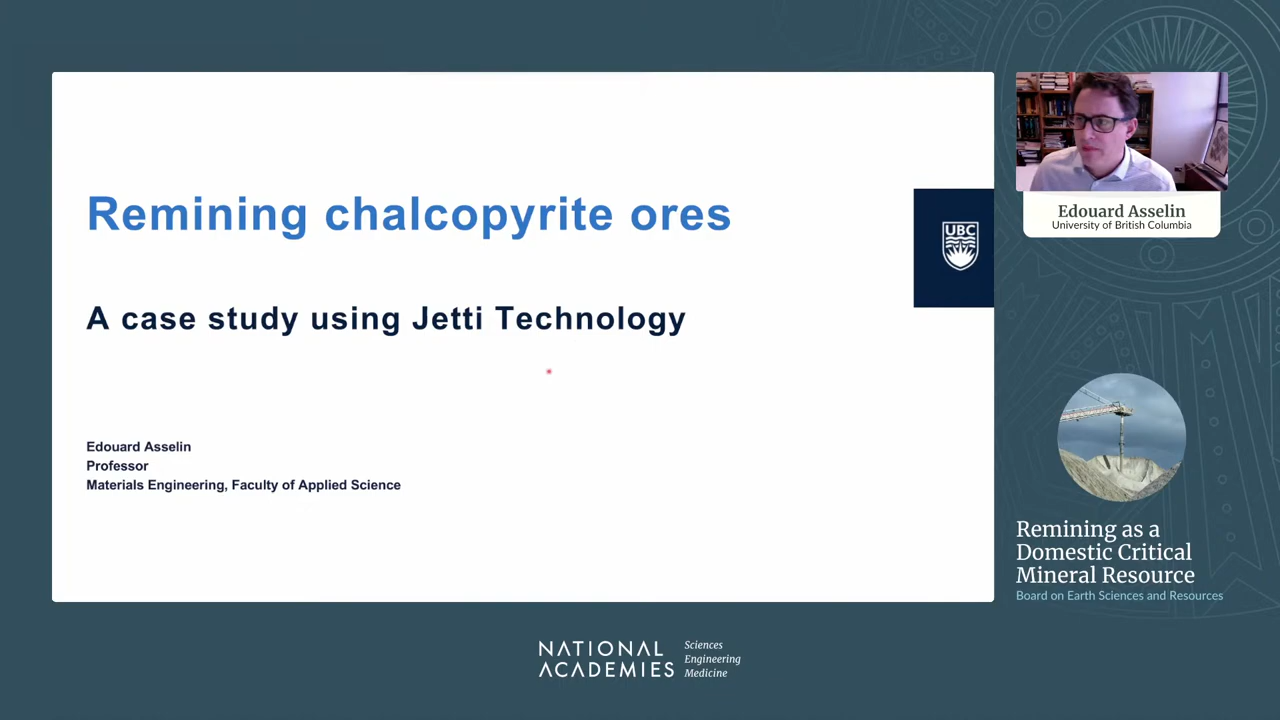 Remining chalcopyrite ores
A case study using Jetti Technology
Edouard Asselin
Professor
Materials Engineering, Faculty of Applied Science
UBC
Edouard Asselin
University of British Columbia
Remining as a
Domestic Critical
Mineral Resource
Board on Earth Sciences and Resources
NATIONAL
ACADEMIES
Sciences
Engineering
Medicine